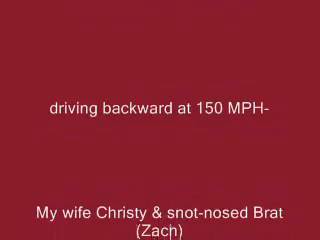 driving backward at 150 MPH-
My wife Christy & snot-nosed Brat
(Zach)